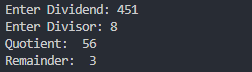 Enter Dividend: 451
Enter Divisor: 8
Quotient:  56
Remainder:  3